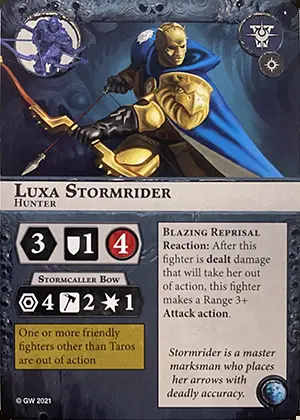 LUXA STORMRIDER
HUNTER
3 1 4
STORMCALLER BOW
4 2 1
One or more friendly
fighters other than Taros
are out of action
BLAZING REPRISAL
Reaction: After this
fighter is dealt damage
that will take her out
of action, this fighter
makes a Range 3+
Attack action.
Stormrider is a master
marksman who places
her arrows with
deadly accuracy.
© GW 2021